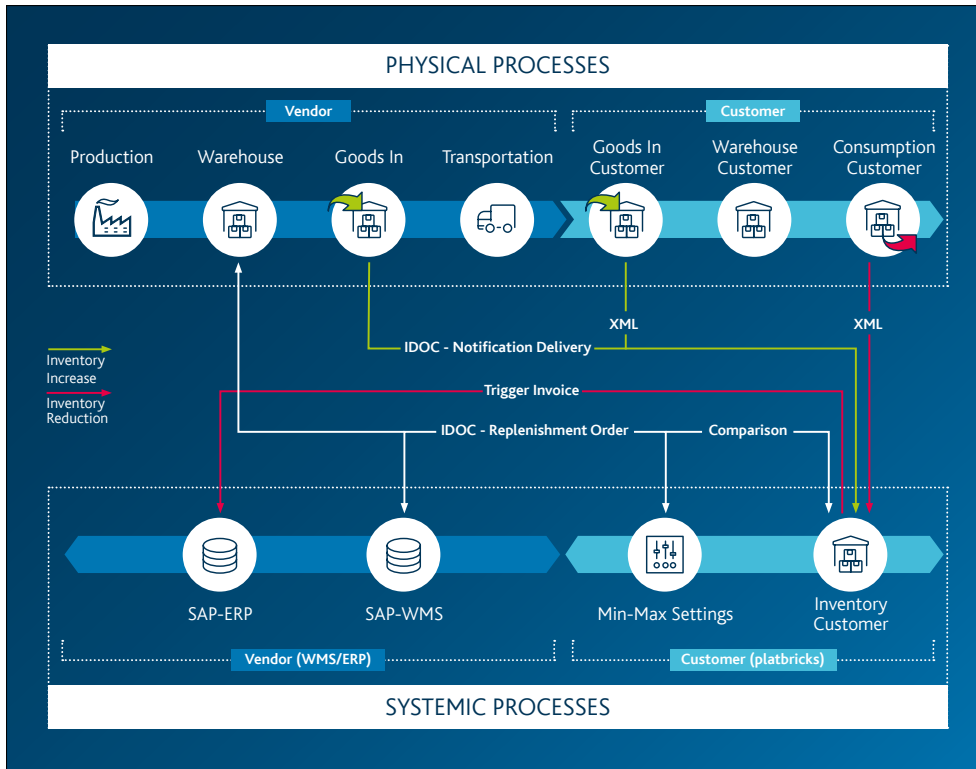 PHYSICAL PROCESSES
Vendor
Customer
Production
Warehouse
Goods In
Transportation
Goods In
Customer
Warehouse
Customer
Consumption
Customer
XML
XML
IDOC - Notification Delivery
Inventory
Increase
Inventory
Reduction
Trigger Invoice
IDOC - Replenishment Order
Comparison
SAP-ERP
SAP-WMS
Min-Max Settings
Inventory
Customer
Vendor (WMS/ERP)
Customer (platbricks)
SYSTEMIC PROCESSES